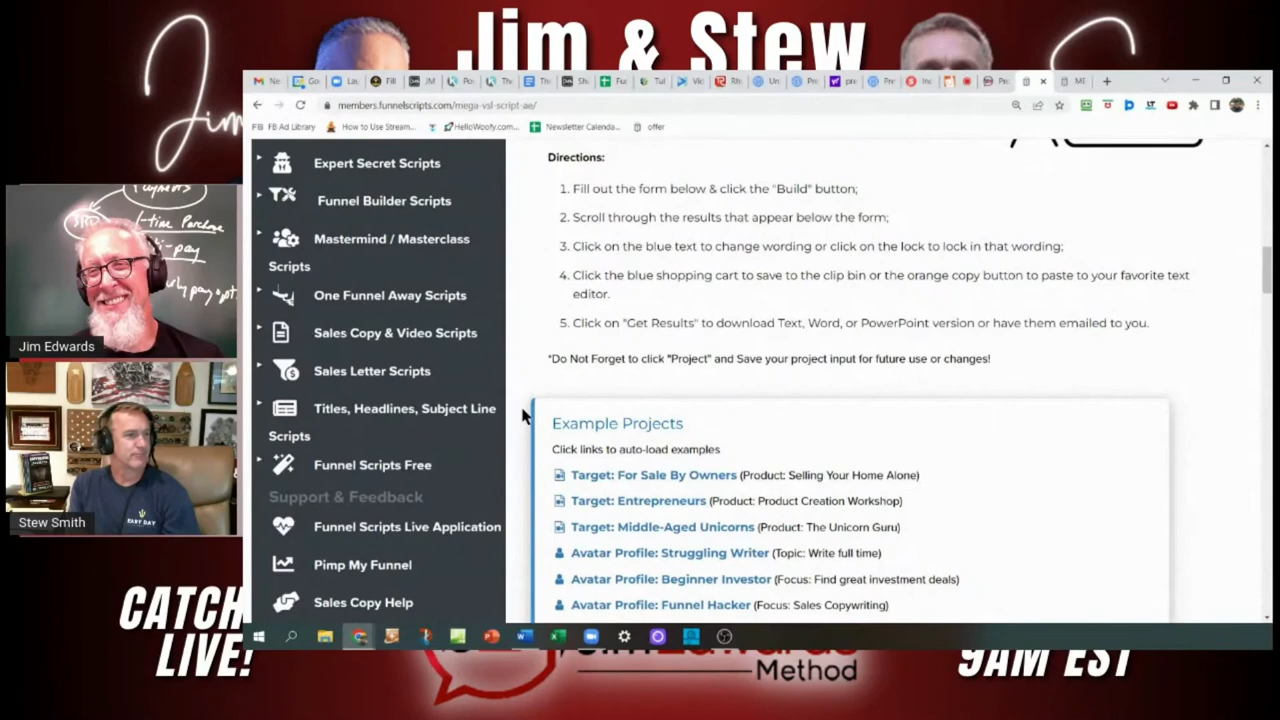 Jim & Stew
Jim
members.funnelscripts.com/mega-vsl-script-ae/
FB Ad Library
How to Use Stream...
HelloWoofy.com...
Newsletter Calenda...
offer
Expert Secret Scripts
Funnel Builder Scripts
Mastermind / Masterclass
Scripts
One Funnel Away Scripts
Sales Copy & Video Scripts
Sales Letter Scripts
Titles, Headlines, Subject Line
Scripts
Funnel Scripts Free
Support & Feedback
Funnel Scripts Live Application
Pimp My Funnel
Sales Copy Help
Directions:
1. Fill out the form below & click the "Build" button;
2. Scroll through the results that appear below the form;
3. Click on the blue text to change wording or click on the lock to lock in that wording;
4. Click the blue shopping cart to save to the clip bin or the orange copy button to paste to your favorite text
editor.
5. Click on "Get Results" to download Text, Word, or PowerPoint version or have them emailed to you.
*Do Not Forget to click "Project" and Save your project input for future use or changes!
Example Projects
Click links to auto-load examples
Target: For Sale By Owners (Product: Selling Your Home Alone)
Target: Entrepreneurs (Product: Product Creation Workshop)
Target: Middle-Aged Unicorns (Product: The Unicorn Guru)
Avatar Profile: Struggling Writer (Topic: Write full time)
Avatar Profile: Beginner Investor (Focus: Find great investment deals)
Avatar Profile: Funnel Hacker (Focus: Sales Copywriting)
Payments
1-time Purchase
Jim Edwards
EASY DAY
Stew Smith
CATCH
LIVE!
Jim Edwards
Method
9AM EST